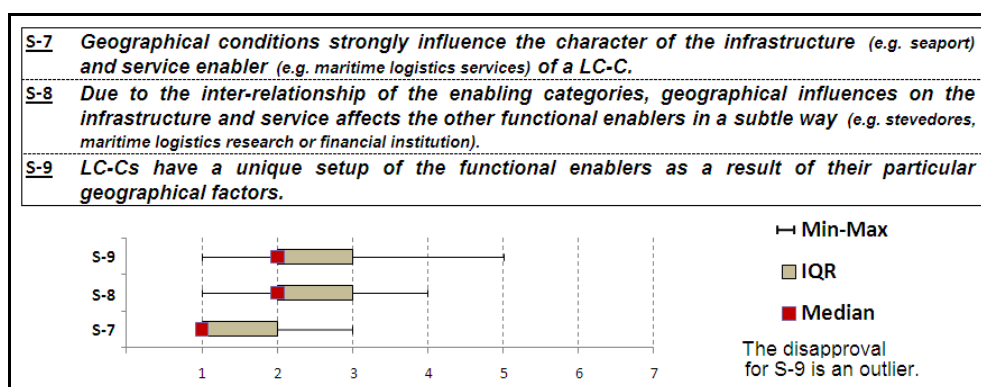 S-7 Geographical conditions strongly influence the character of the infrastructure (e.g. seaport)
and service enabler (e.g. maritime logistics services) of a LC-C.
S-8 Due to the inter-relationship of the enabling categories, geographical influences on the
infrastructure and service affects the other functional enablers in a subtle way (e.g. stevedores,
maritime logistics research or financial institution).
S-9 LC-Cs have a unique setup of the functional enablers as a result of their particular
geographical factors.
Min-Max
S-9
IQR
S-8
Median
S-7
The disapproval
for S-9 is an outlier.
1 2 3 4 5 6 7